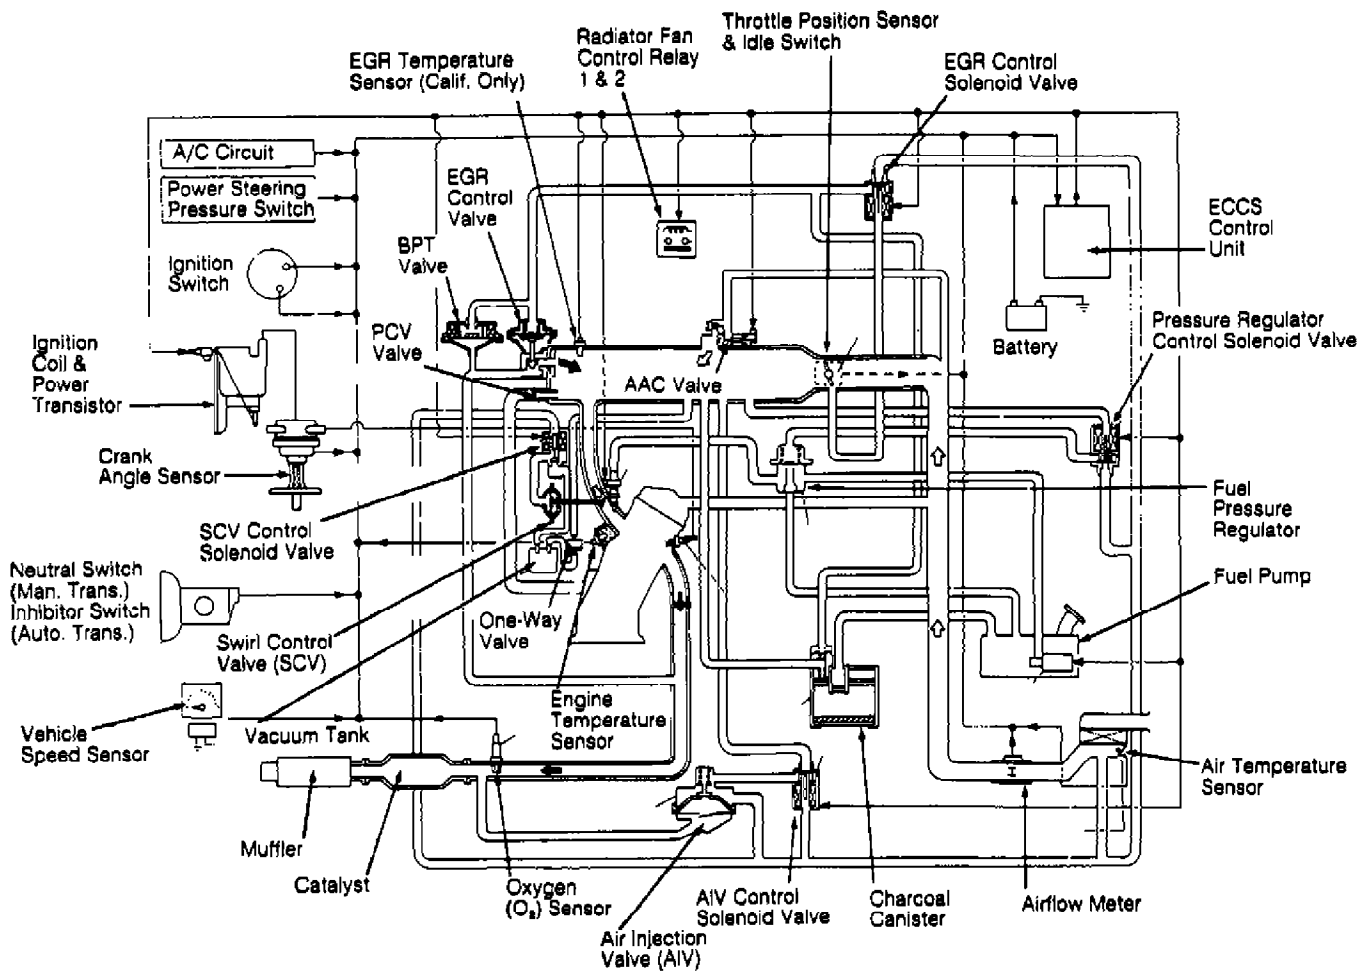 Throttle Position Sensor
& Idle Switch
Radiator Fan
Control Relay
1 & 2
EGR Temperature
Sensor (Calif. Only)
EGR Control
Solenoid Valve
A/C Circuit
Power Steering
Pressure Switch
EGR
Control
Valve
BPT
Valve
ECCS
Control
Unit
Ignition
Switch
PCV
Valve
Ignition
Coil &
Power
Transistor
Battery
Pressure Regulator
Control Solenoid Valve
AAC Valve
Crank
Angle Sensor
SCV Control
Solenoid Valve
Fuel
Pressure
Regulator
Neutral Switch
(Man. Trans.)
Inhibitor Switch
(Auto. Trans.)
Fuel Pump
One-Way
Valve
Swirl Control
Valve (SCV)
Engine
Temperature
Sensor
Vehicle
Speed Sensor
Vacuum Tank
Air Temperature
Sensor
Muffler
Catalyst
Oxygen
(O₂) Sensor
AIV Control
Solenoid Valve
Charcoal
Canister
Airflow Meter
Air Injection
Valve (AIV)